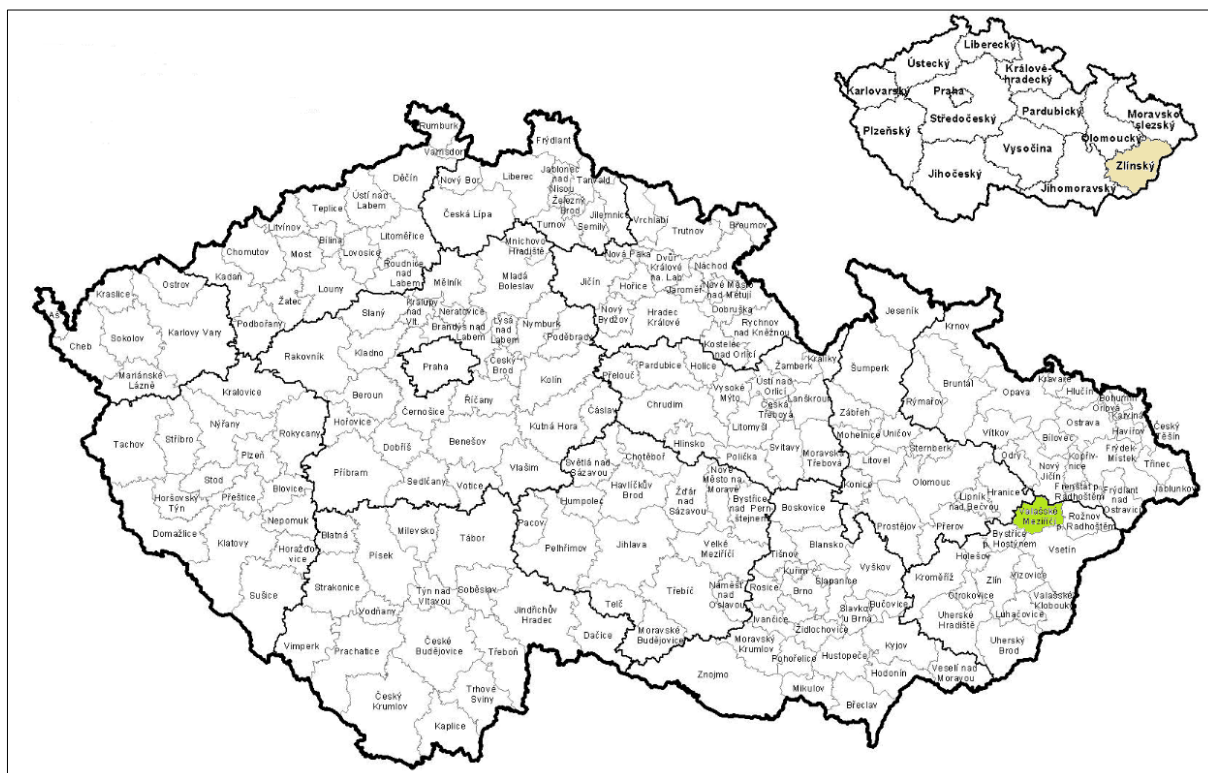 Liberecký
Ústecký
Králové-
hradecký
Karlovarský
Praha
Pardubický
Moravsko
slezský
Plzeňský
Středočeský
Olomoucký
Vysočina
Zlínský
Jihočeský
Jihomoravský
Rumburk
Varnsdorf
Frýdlant
Děčín
Nový Bor
Liberec
Jablonec
nad
Nisou
Tanvald
Ústí nad
Labem
Železný
Brod
Teplice
Česká Lípa
Jilemnice
Vrchlabí
Turnov
Semily
Trutnov
Broumov
Litvínov
Bílina
Litoměřice
Mnichovo
Hradiště
Chomutov
Most
Lovosice
Nová Paka
Dvůr
Králové
na. Lab.
Náchod
Roudnice
nad
Labem
Kadaň
Mělník
Mladá
Boleslav
Jičín
Hořice
Jaroměř
Nové Město
nad Metují
Ostrov
Kraslice
Louny
Žatec
Jeseník
Aš
Podbořany
Slaný
Kralupy
nad
Vlt.
Neratovice
Lysá
nad
Labem
Nymburk
Nový
Bydžov
Hradec
Králové
Dobruška
Rychnov
nad Kněžnou
Krnov
Sokolov
Karlovy Vary
Brandýs nad
Labem
Poděbrady
Cheb
Rakovník
Kladno
Kostelec
nad Orlicí
Český
Brod
Praha
Přelouč
Pardubice
Holice
Žamberk
Králíky
Šumperk
Bruntál
Opava
Kravaře
Hlučín
Bohumín
Orlová
Karviná
Mariánské
Lázně
Kralovice
Beroun
Kolín
Vysoké
Mýto
Ústí nad
Orlicí
Lanškroun
Rýmařov
Český
Těšín
Havířov
Ostrava
Říčany
Černošice
Čáslav
Chrudim
Česká
Třebová
Zábřeh
Hořovice
Kutná Hora
Litomyšl
Mohelnice
Uničov
Vítkov
Bílovec
Nýřany
Rokycany
Tachov
Stříbro
Plzeň
Dobříš
Benešov
Hlinsko
Polička
Svitavy
Moravská
Třebová
Litovel
Šternberk
Odry
Kopřiv-
nice
Frýdek-
Místek
Třinec
Nový
Jičín
Vlašim
Světlá nad
Sázavou
Chotěboř
Příbram
Sedlčany
Votice
Nové
Město na
Moravě
Stod
Přeštice
Blovice
Havlíčkův
Brod
Žďár
nad
Sázavou
Bystřice
nad Pern
štejnem
Konice
Olomouc
Hranice
Frenštát p.
Radhoštěm
Frýdlant
nad
Ostravicí
Jablunkov
Horšovský
Týn
Humpolec
Lipník
nad Bečvou
Boskovice
Valašské
Meziříčí
Rožnov
p. Radhoštěm
Nepomuk
Milevsko
Pacov
Prostějov
Přerov
Domažlice
Blatná
Tábor
Jihlava
Velké
Meziříčí
Blansko
Bystřice p.
Hostýnem
Vsetín
Klatovy
Horažďo
vice
Písek
Pelhřimov
Tišnov
Vyškov
Holešov
Kuřim
Strakonice
Týn nad
Vltavou
Soběslav
Třebíč
Náměšť
nad
Oslavou
Rosice
Brno
Šlapanice
Kroměříž
Zlín
Vizovice
Sušice
Otrokovice
Valašské
Klobouky
Vodňany
Jindřichův
Hradec
Telč
Slavkov
u Brna
Bučovice
Ivančice
Uherské
Hradiště
Luhačovice
Vimperk
Prachatice
České
Budějovice
Třeboň
Dačice
Moravské
Budějovice
Moravský
Krumlov
Židlochovice
Kyjov
Uherský
Brod
Pohořelice
Hustopeče
Znojmo
Hodonín
Veselí nad
Moravou
Český
Krumlov
Trhové
Sviny
Mikulov
Břeclav
Kaplice